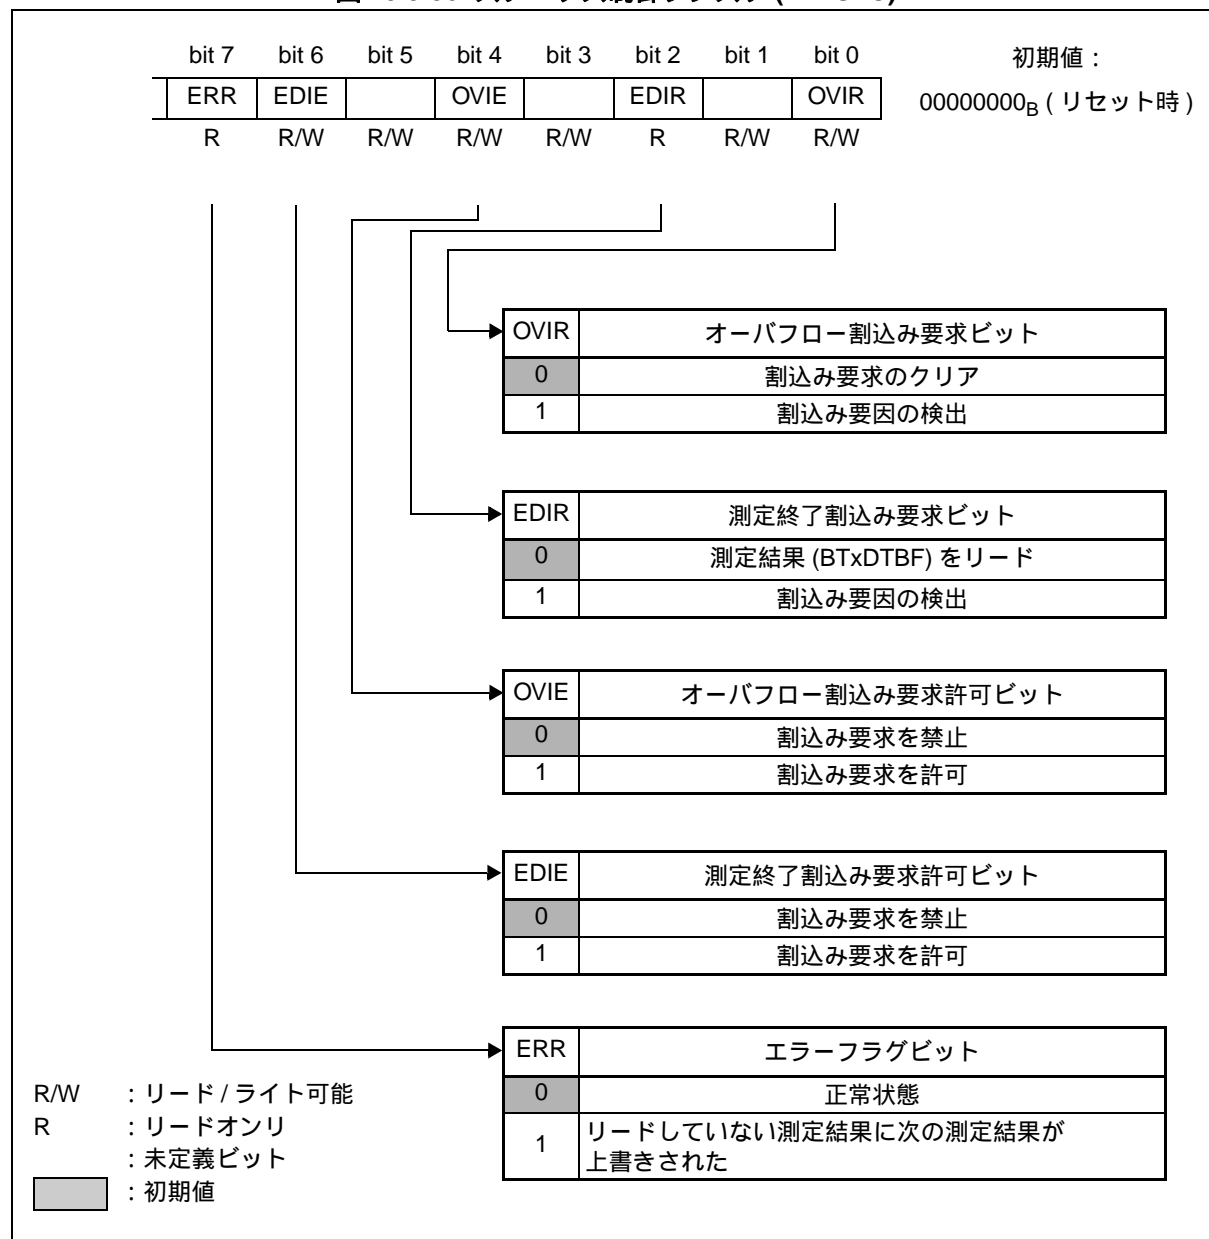 bit 7 bit 6 bit 5 bit 4 bit 3 bit 2 bit 1 bit 0 初期値：
ERR EDIE OVIE EDIR OVIR 00000000B ( リセット時 )
R R/W R/W R/W R/W R R/W R/W
OVIR オーバフロー割込み要求ビット
0 割込み要求のクリア
1 割込み要因の検出
EDIR 測定終了割込み要求ビット
0 測定結果 (BTxDTBF) をリード
1 割込み要因の検出
OVIE オーバフロー割込み要求許可ビット
0 割込み要求を禁止
1 割込み要求を許可
EDIE 測定終了割込み要求許可ビット
0 割込み要求を禁止
1 割込み要求を許可
ERR エラーフラグビット
0 正常状態
1 リードしていない測定結果に次の測定結果が
上書きされた
R/W ：リード / ライト可能
R ：リードオンリ
：未定義ビット
：初期値